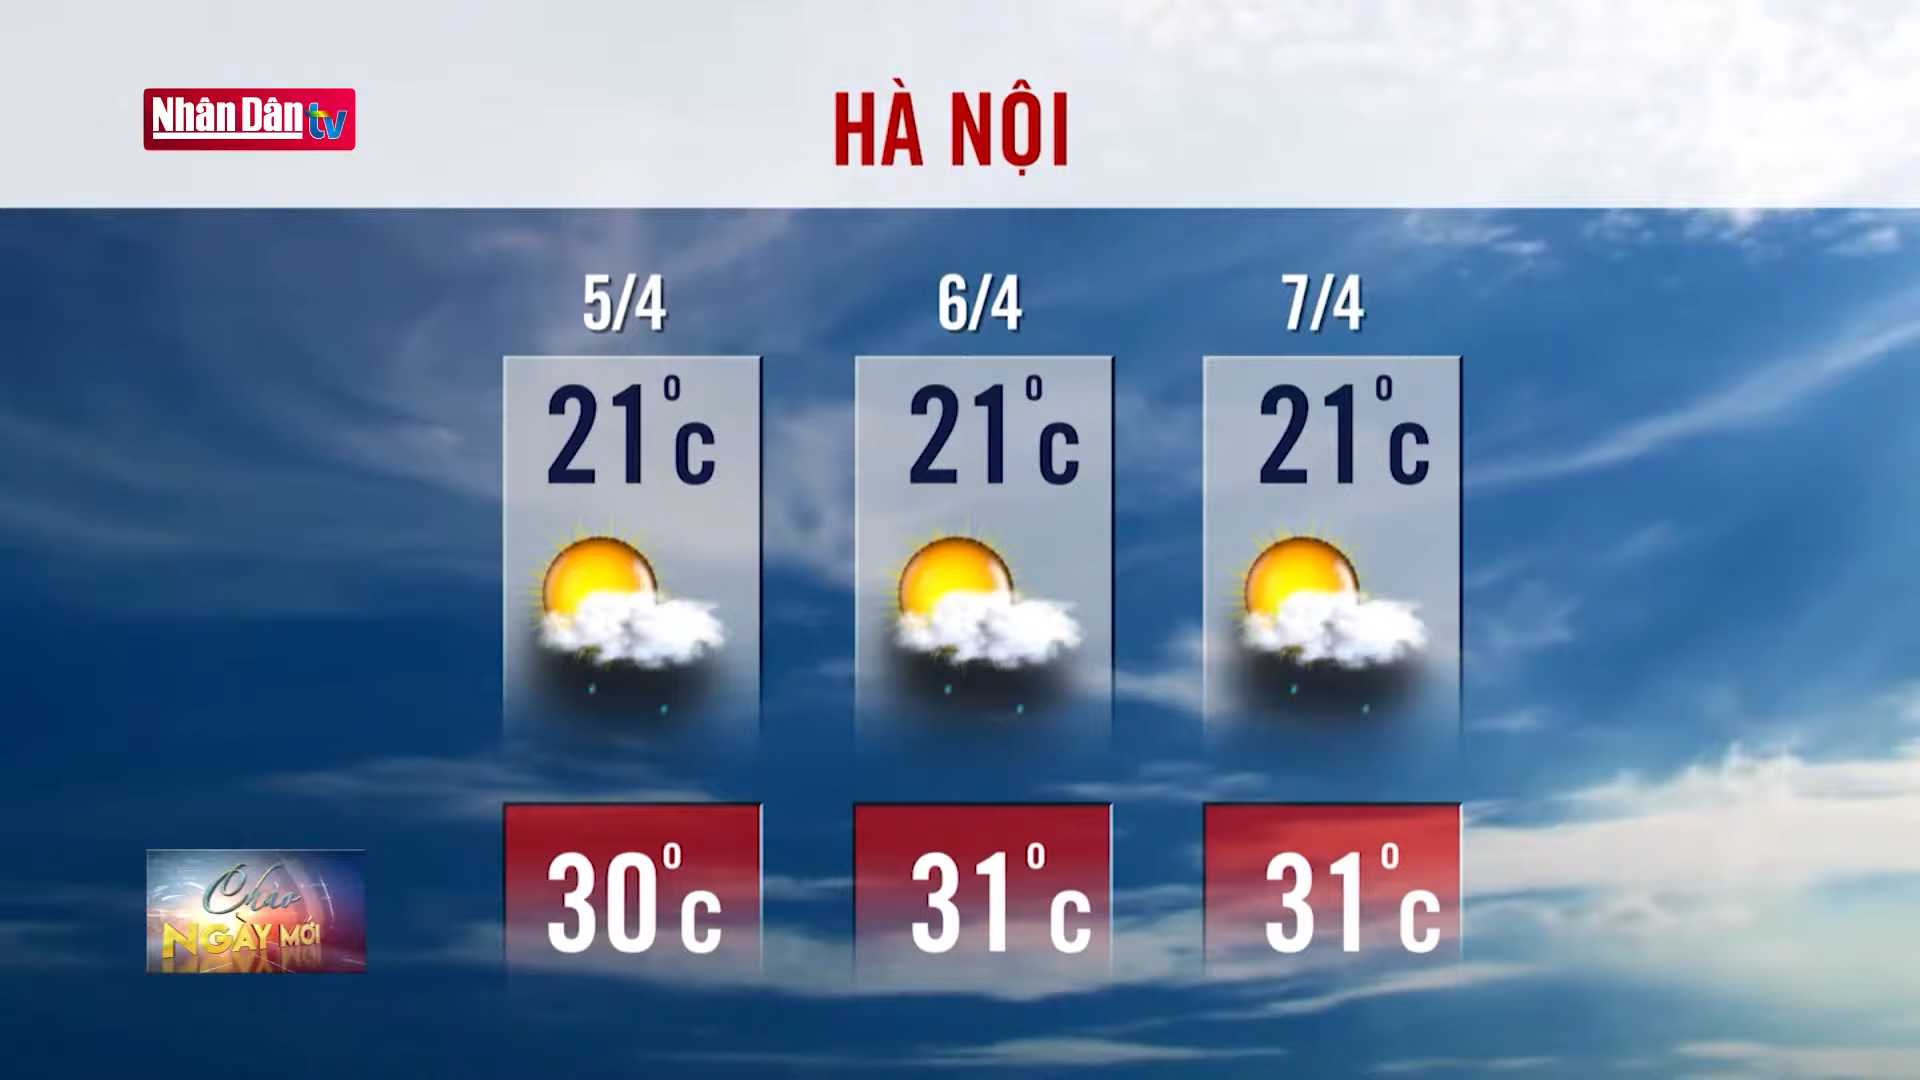 Nhân Dân tv
HÀ NỘI
5/4 6/4 7/4
21°C 21°C 21°C
30°C 31°C 31°C
Chào
NGÀY MỚI